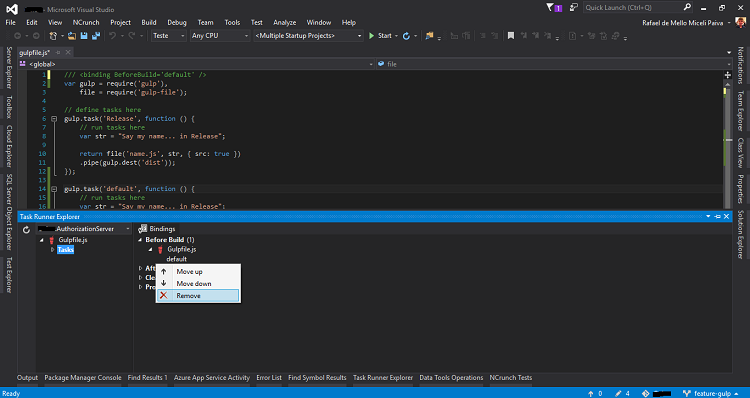 Microsoft Visual Studio
1
Quick Launch (Ctrl+Q)
File Edit View NCrunch Project Build Debug Team Tools Test Analyze Window Help
Rafael de Mello Miceli Paiva
Teste Any CPU <Multiple Startup Projects> Start
gulpfile.js*
<global> file
1 /// <binding BeforeBuild='default' />
2 var gulp = require('gulp'),
3 file = require('gulp-file');
4
5 // define tasks here
6 gulp.task('Release', function () {
7 // run tasks here
8 var str = "Say my name... in Release";
9
10 return file('name.js', str, { src: true })
11 .pipe(gulp.dest('dist'));
12 });
13
14 gulp.task('default', function () {
15 // run tasks here
16 var str = "Say my name... in Release";
Server Explorer
Toolbox
Cloud Explorer
SQL Server Object Explorer
Test Explorer
Notifications
Team Explorer
Class View
Properties
Solution Explorer
Task Runner Explorer
AuthorizationServer Bindings
Gulpfile.js
Tasks
Before Build (1)
Gulpfile.js
default
Aft
Cle
Pro
Move up
Move down
Remove
Output Package Manager Console Find Results 1 Azure App Service Activity Error List Find Symbol Results Task Runner Explorer Data Tools Operations NCrunch Tests
Ready 0 4 feature-gulp